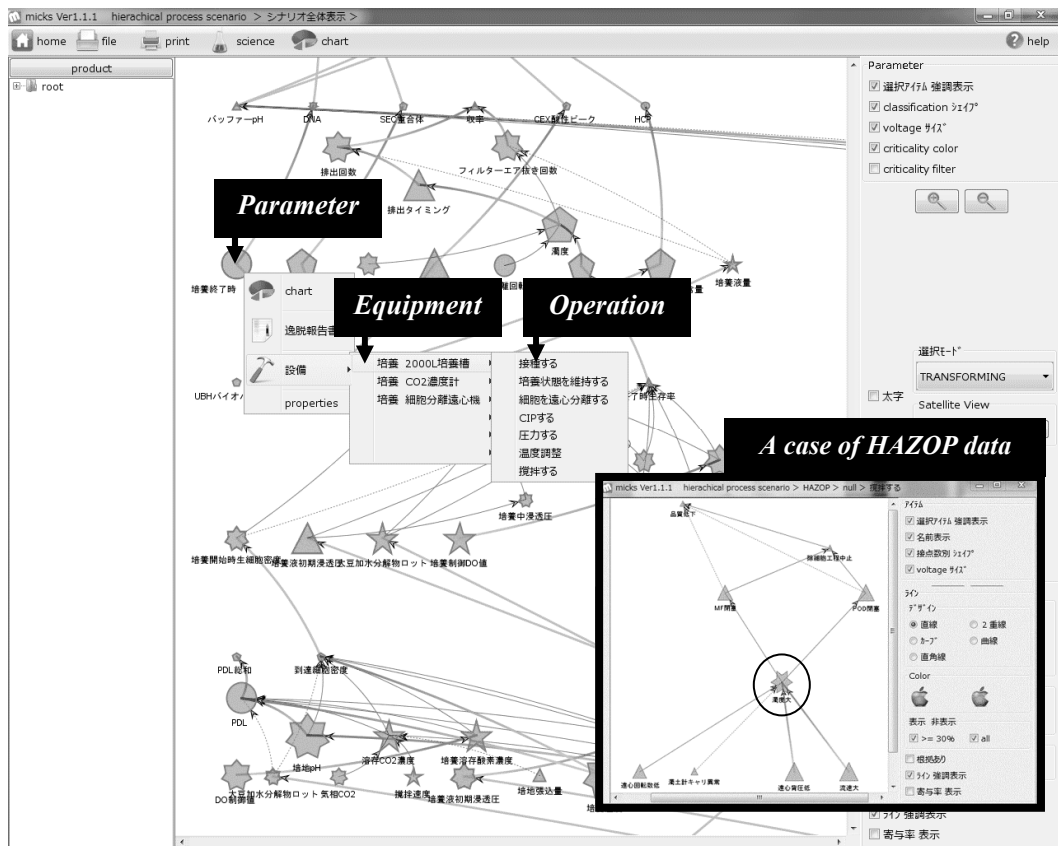 micks Ver1.1.1 hierachical process scenario > シナリオ全体表示 >
home file print science chart help
product
root
バッファーpH DNA SEC重合体 収率 CEX酸性ピーク
排出回数 フィルターエア抜き回数
排出タイミング
濁度
Parameter
培養終了時
培養液量
chart
逸脱報告書
設備
properties
Equipment
培養 2000L培養槽
培養 CO2濃度計
培養 細胞分離遠心機
Operation
接種する
培養状態を維持する
細胞を遠心分離する
CIPする
圧力する
温度調整
撹拌する
培養中浸透圧
培養開始時生細胞密度 培養液初期浸透圧 大豆加水分解物ロット 培養制御DO値
PDL総和 到達細胞密度
PDL
培地pH 溶存CO2濃度 培養溶存酸素濃度
DO制御値 大豆加水分解物ロット 気相CO2 撹拌速度 培養液初期浸透圧 培地張込量
Parameter
選択アイテム 強調表示
classification シェイプ
voltage サイズ
criticality color
criticality filter
選択モード
TRANSFORMING
太字
Satellite View
A case of HAZOP data
micks Ver1.1.1 hierachical process scenario > HAZOP > null > 撹拌する
品質低下
除細胞工程中止
MF閉塞 POD閉塞
濁度大
遠心回転数低 濁土計キャリ異常 遠心背圧低 流速大
アイテム
選択アイテム 強調表示
名前表示
接点数別 シェイプ
voltage サイズ
ライン
デザイン
直線 2重線
カーブ 曲線
直角線
Color
表示 非表示
>= 30% all
根拠あり
ライン 強調表示
寄与率 表示
ライン 強調表示
寄与率 表示